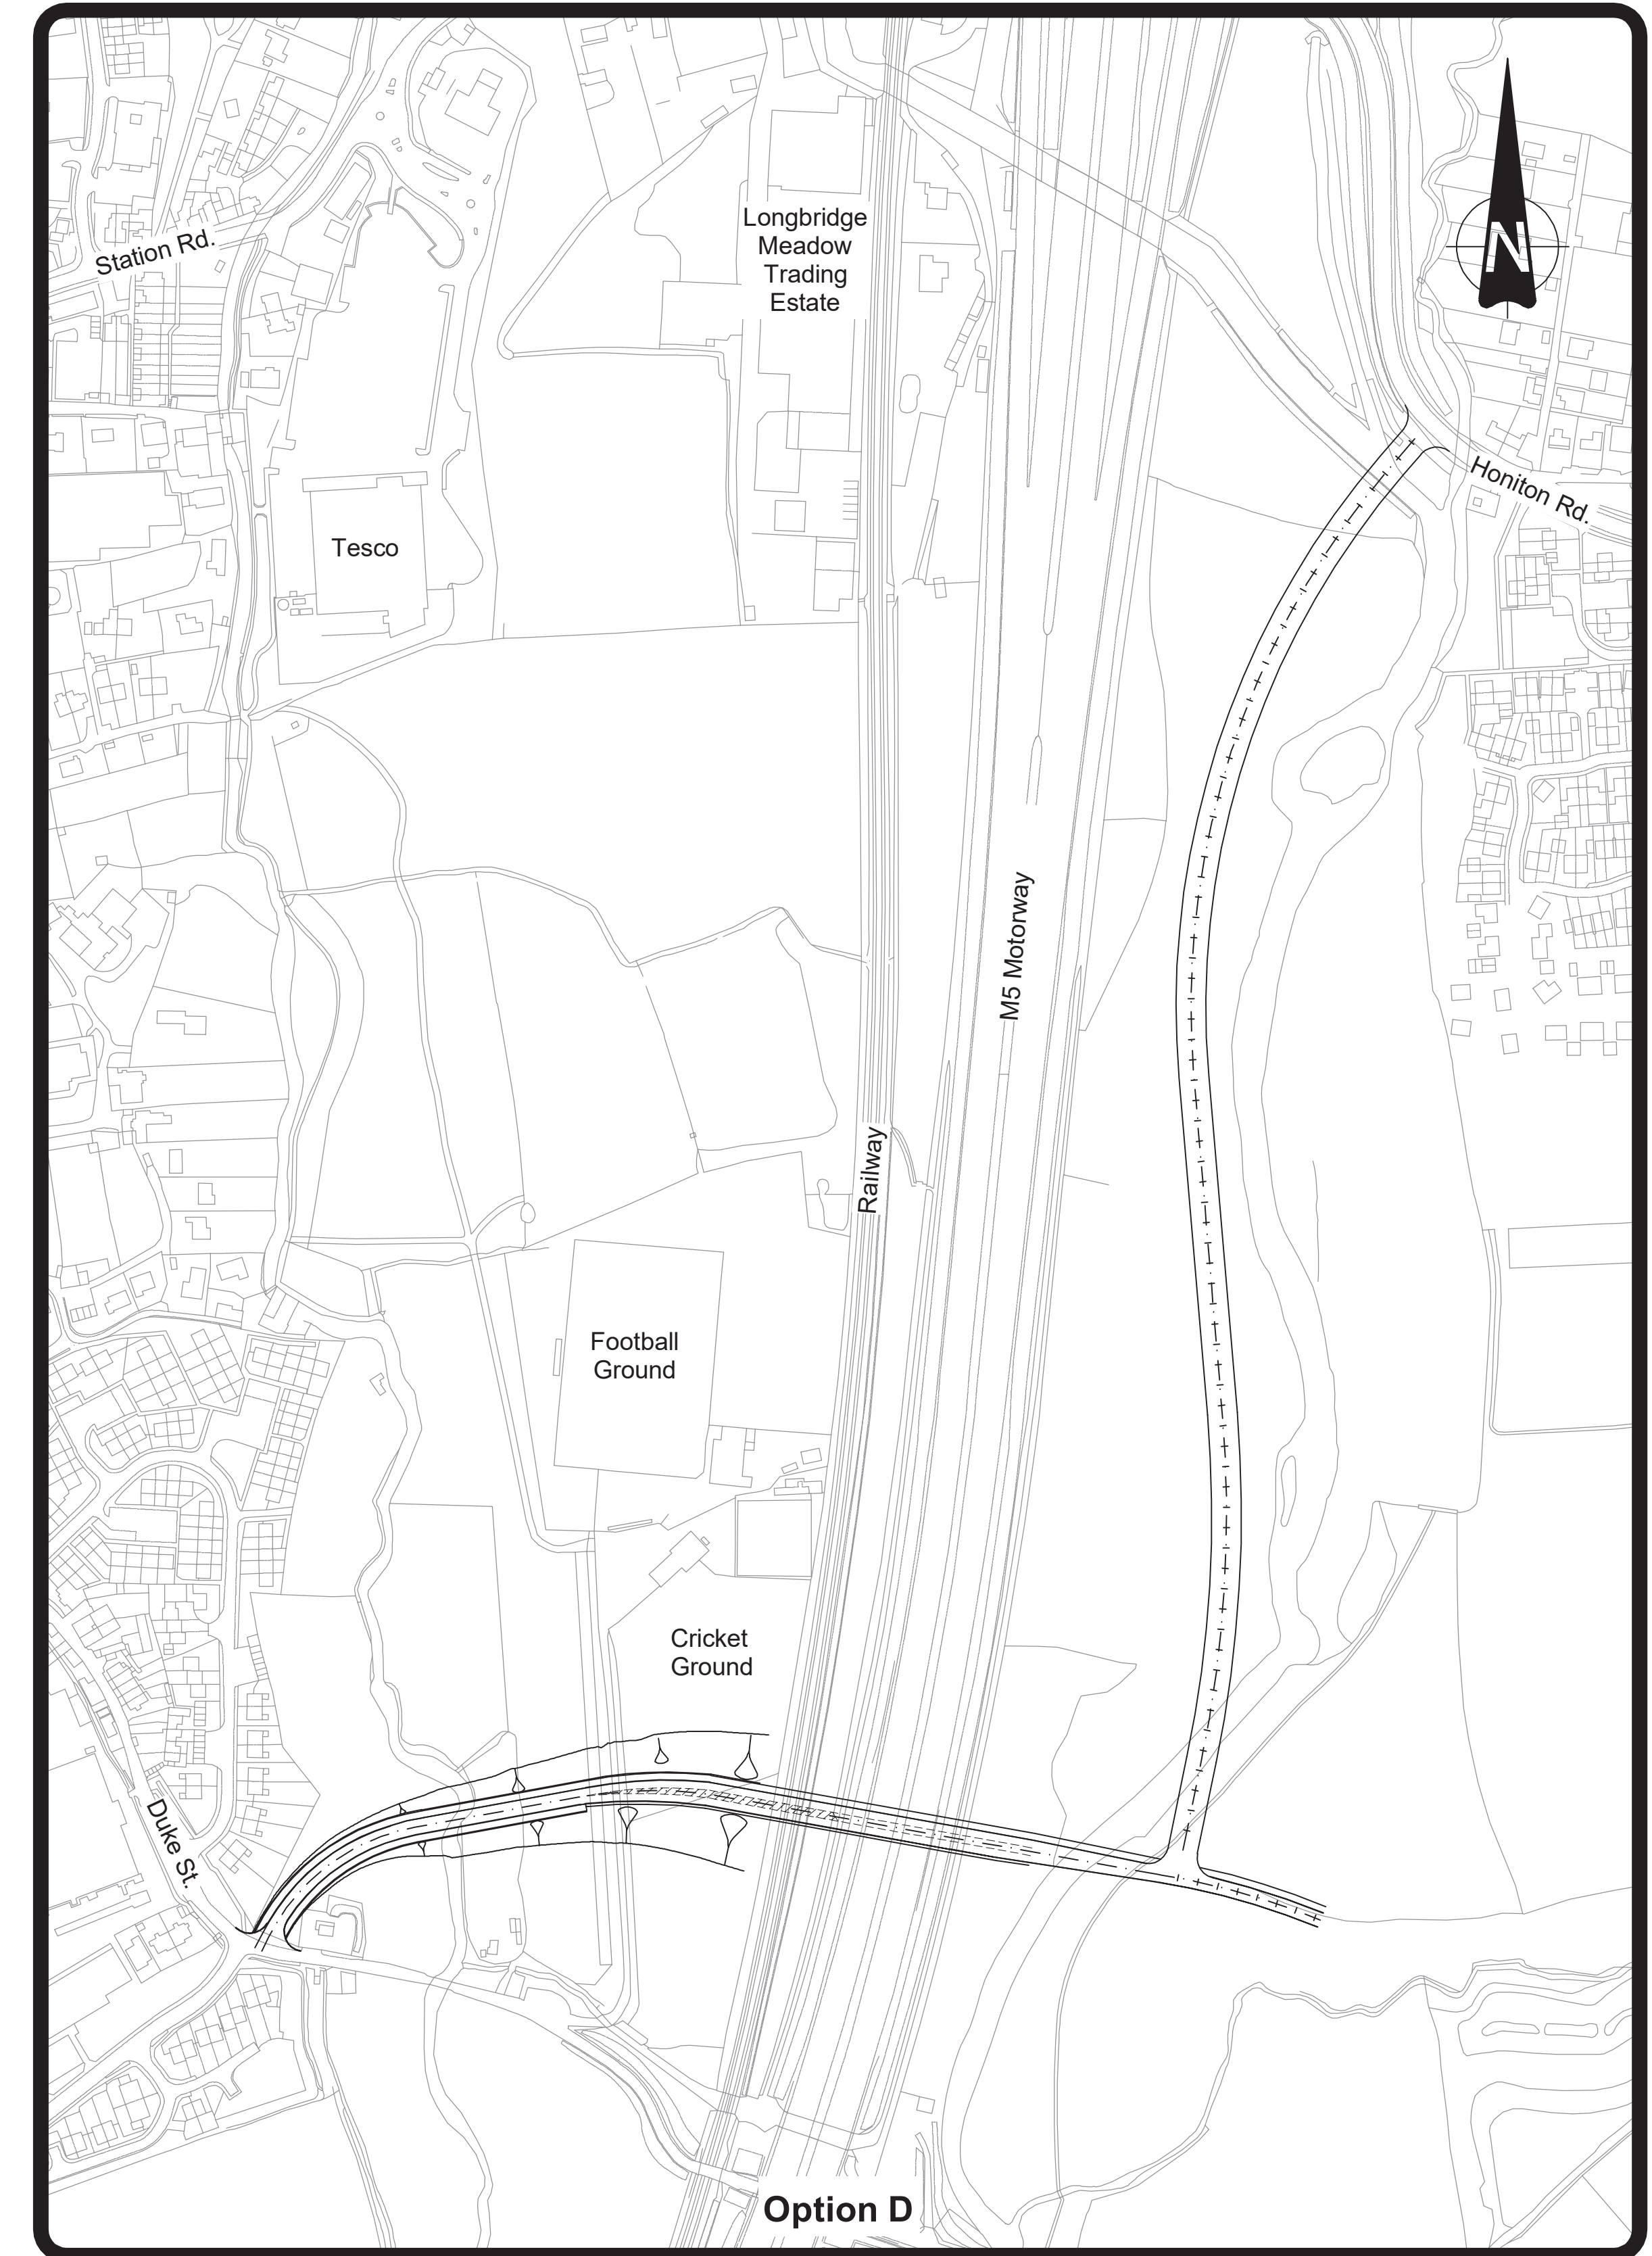 Longbridge
Meadow
Trading
Estate
Station Rd.
N
Honiton Rd.
Tesco
M5 Motorway
Railway
Football
Ground
Cricket
Ground
Duke St.
Option D